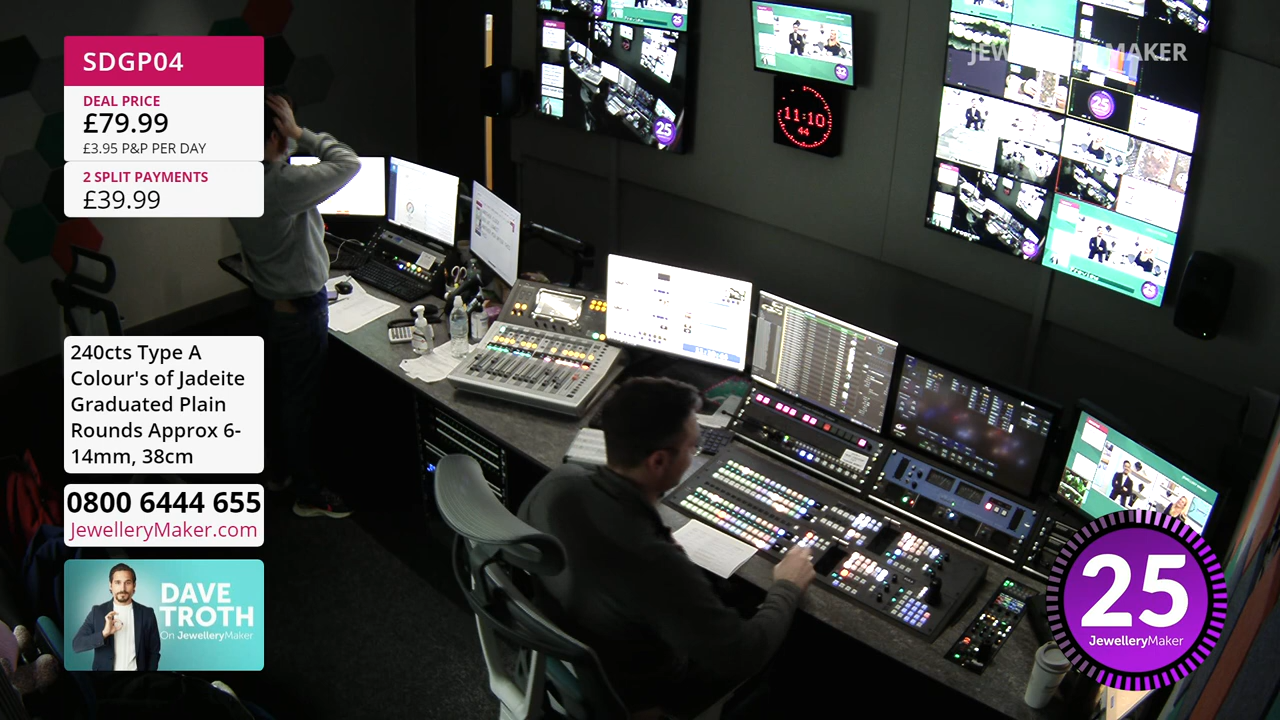 SDGP04
DEAL PRICE
£79.99
£3.95 P&P PER DAY
2 SPLIT PAYMENTS
£39.99
240cts Type A
Colour's of Jadeite
Graduated Plain
Rounds Approx 6-
14mm, 38cm
0800 6444 655
JewelleryMaker.com
DAVE
TROTH
On JewelleryMaker
JEWELLERYMAKER
11:10
44
25
25
JewelleryMaker